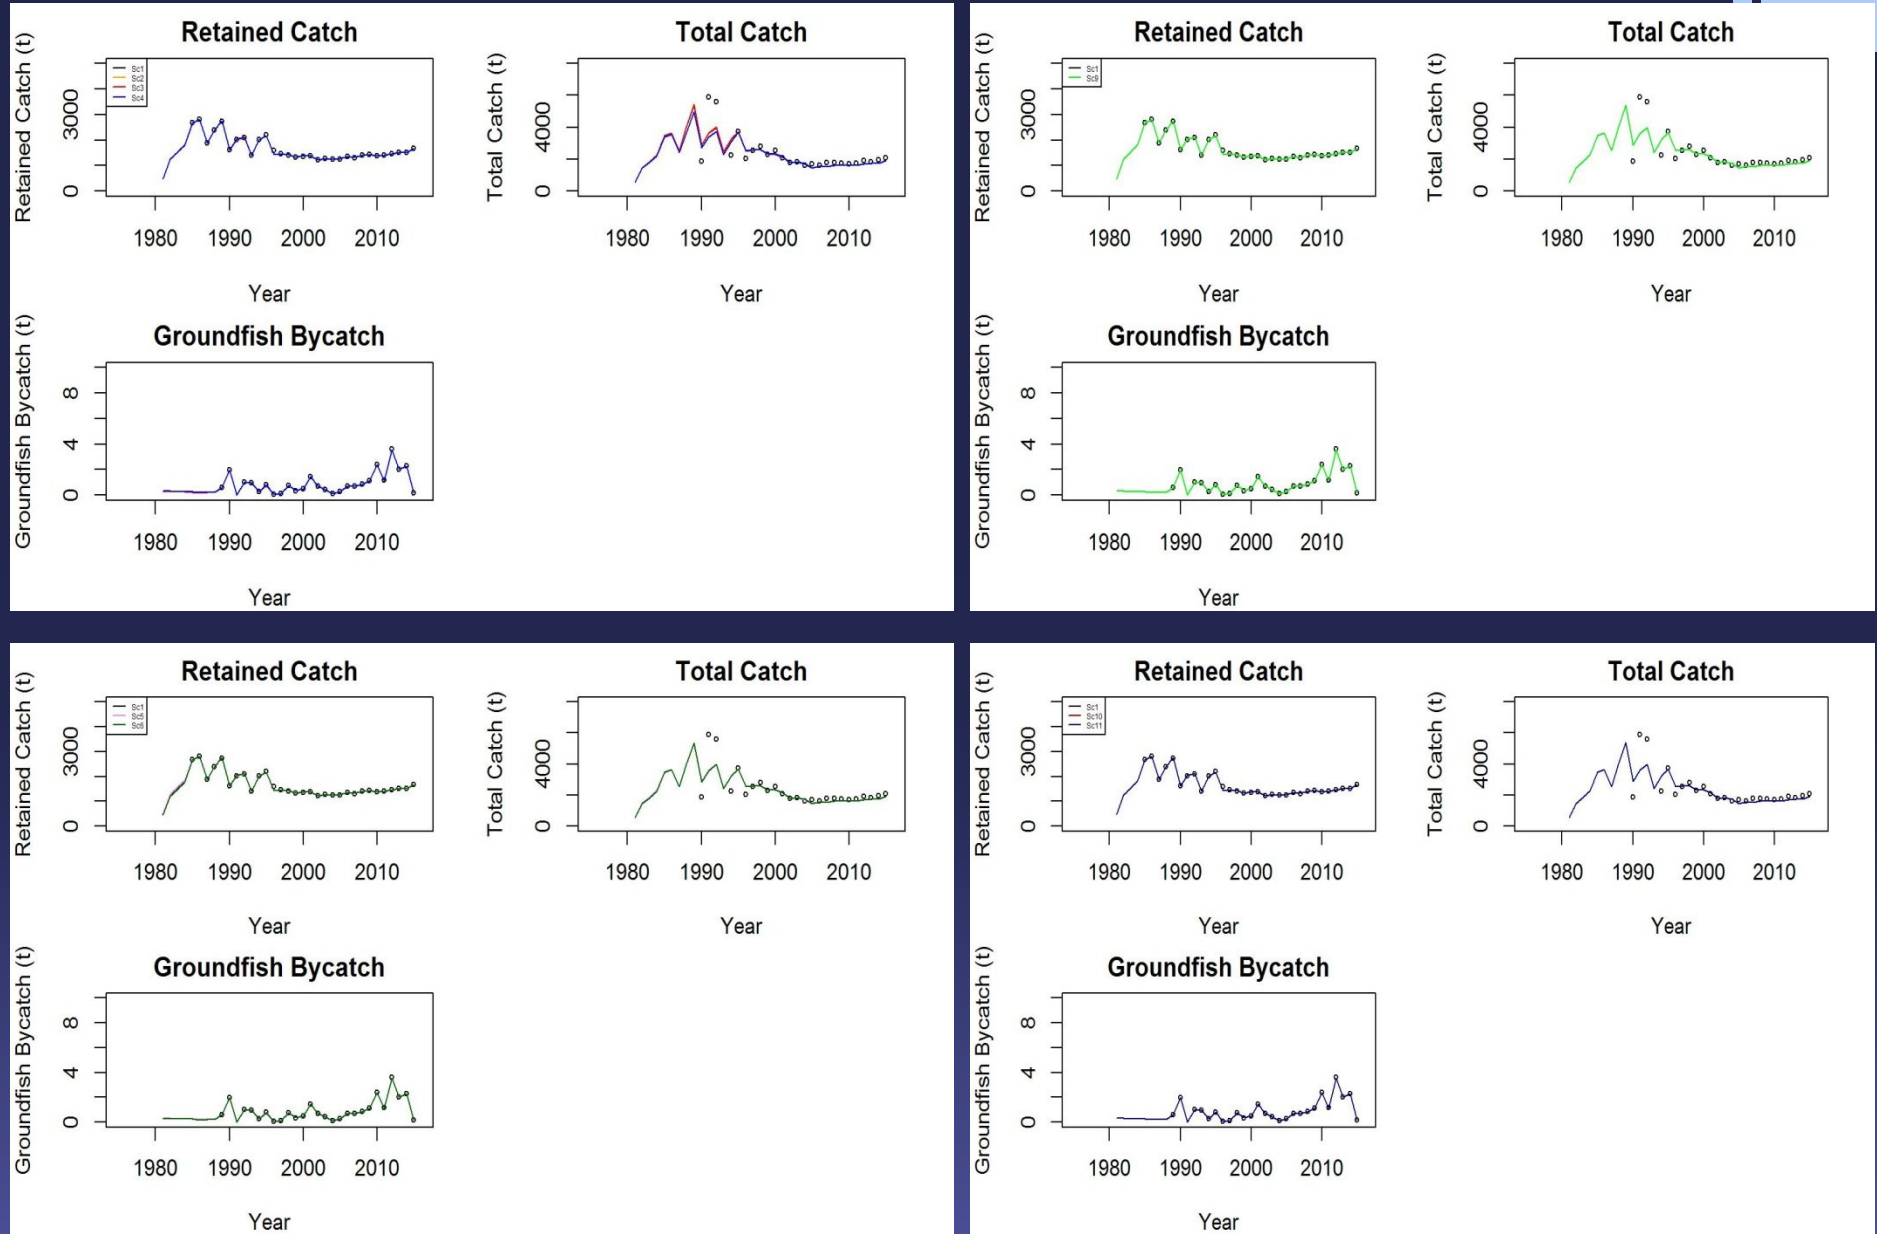 Retained Catch
Retained Catch (t)
3000
0
Sc1
Sc2
Sc3
Sc4
1980 1990 2000 2010
Year
Total Catch
Total Catch (t)
4000
0
1980 1990 2000 2010
Year
Groundfish Bycatch
Groundfish Bycatch (t)
8
4
0
1980 1990 2000 2010
Year
Retained Catch
Retained Catch (t)
3000
0
Sc1
Sc9
1980 1990 2000 2010
Year
Total Catch
Total Catch (t)
4000
0
1980 1990 2000 2010
Year
Groundfish Bycatch
Groundfish Bycatch (t)
8
4
0
1980 1990 2000 2010
Year
Retained Catch
Retained Catch (t)
3000
0
Sc1
Sc5
Sc6
1980 1990 2000 2010
Year
Total Catch
Total Catch (t)
4000
0
1980 1990 2000 2010
Year
Groundfish Bycatch
Groundfish Bycatch (t)
8
4
0
1980 1990 2000 2010
Year
Retained Catch
Retained Catch (t)
3000
0
Sc1
Sc10
Sc11
1980 1990 2000 2010
Year
Total Catch
Total Catch (t)
4000
0
1980 1990 2000 2010
Year
Groundfish Bycatch
Groundfish Bycatch (t)
8
4
0
1980 1990 2000 2010
Year